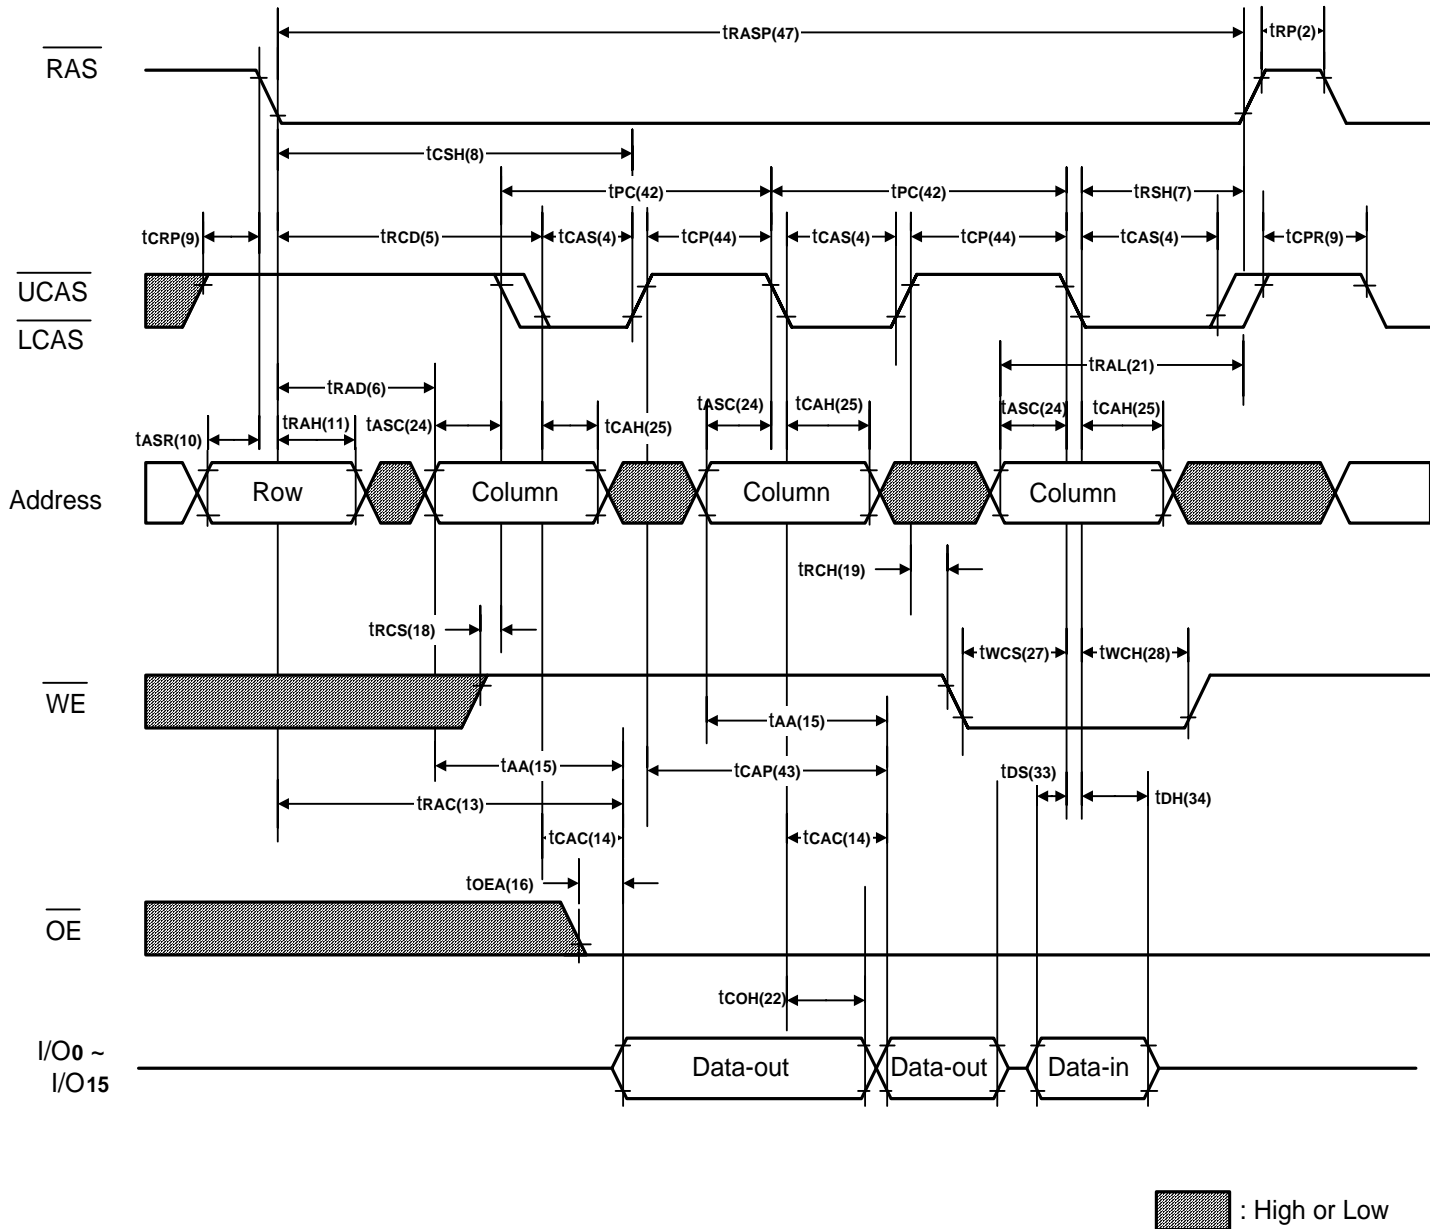 tRASP(47) tRP(2)
RAS
tCSH(8)
tPC(42) tPC(42) tRSH(7)
tCRP(9) tRCD(5) tCAS(4) tCP(44) tCAS(4) tCP(44) tCAS(4) tCPR(9)
UCAS
LCAS
tRAL(21)
tRAD(6)
tASC(24) tCAH(25) tASC(24) tCAH(25)
tASR(10) tRAH(11) tASC(24) tCAH(25)
Address Row Column Column Column
tRCH(19)
tRCS(18) tWCS(27) tWCH(28)
WE
tAA(15)
tAA(15) tCAP(43) tDS(33)
tRAC(13) tDH(34)
tCAC(14) tCAC(14)
tOEA(16)
OE
tCOH(22)
I/O0 ~
I/O15
Data-out Data-out Data-in
: High or Low